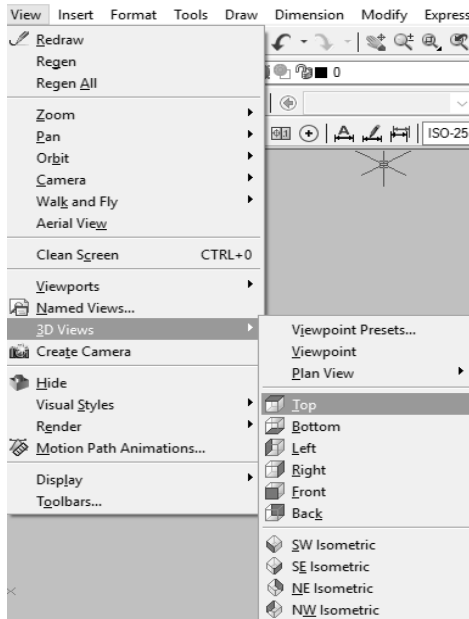 View Insert Format Tools Draw Dimension Modify Express
Redraw
Regen
Regen All
0
Zoom
Pan
ISO-25
Orbit
Camera
Walk and Fly
Aerial View
Clean Screen CTRL+0
Viewports
Named Views...
3D Views
Create Camera
Hide
Visual Styles
Render
Motion Path Animations...
Display
Toolbars...
Viewpoint Presets...
Viewpoint
Plan View
Top
Bottom
Left
Right
Front
Back
SW Isometric
SE Isometric
NE Isometric
NW Isometric